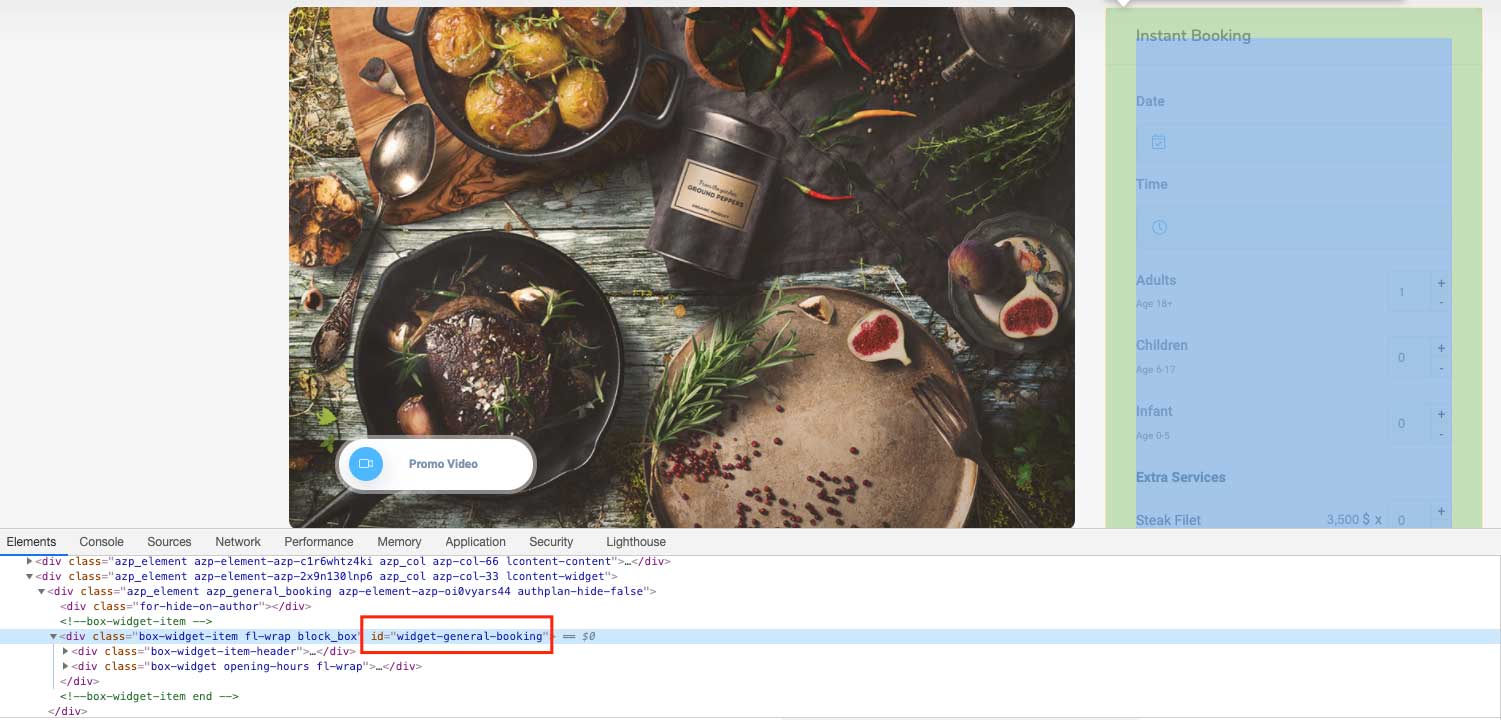 Instant Booking
Date
Time
Adults
Age 18+
1
+
-
Children
Age 6-17
0
+
-
Infant
Age 0-5
0
+
-
Extra Services
Steak Filet 3,500 $ x 0
+
From the garden
GROUND PEPPERS
ORGANIC PRODUCT
Promo Video
Elements Console Sources Network Performance Memory Application Security Lighthouse
<div class="azp_element azp-element-azp-c1r6whtz4ki azp_col azp-col-66 lcontent-content">…</div>
<div class="azp_element azp-element-azp-2x9n130lnp6 azp_col azp-col-33 lcontent-widget">
<div class="azp_element azp_general_booking azp-element-azp-oi0vyars44 authplan-hide-false">
<div class="for-hide-on-author"></div>
<!--box-widget-item -->
<div class="box-widget-item fl-wrap block_box" id="widget-general-booking"> == $0
<div class="box-widget-item-header">…</div>
<div class="box-widget opening-hours fl-wrap">…</div>
</div>
<!--box-widget-item end -->
</div>